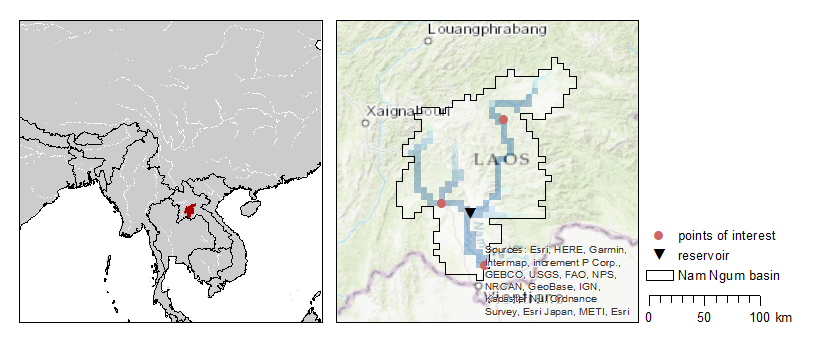 Louangphrabang
Xaignabouri
LAOS
Sources: Esri, HERE, Garmin,
Intermap, increment P Corp.,
GEBCO, USGS, FAO, NPS,
NRCAN, GeoBase, IGN,
Kadaster NL, Ordnance
Survey, Esri Japan, METI, Esri
points of interest
reservoir
Nam Ngum basin
0 50 100 km